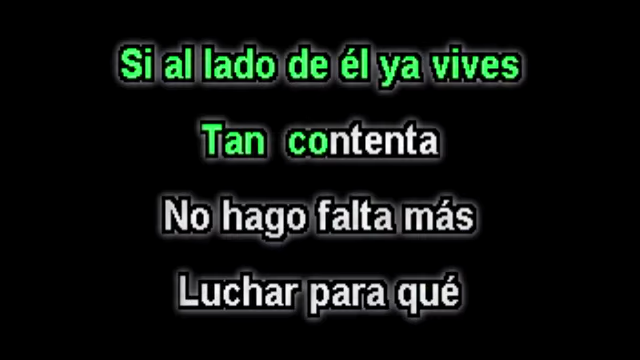 Si al lado de él ya vives
Tan contenta
No hago falta más
Luchar para qué